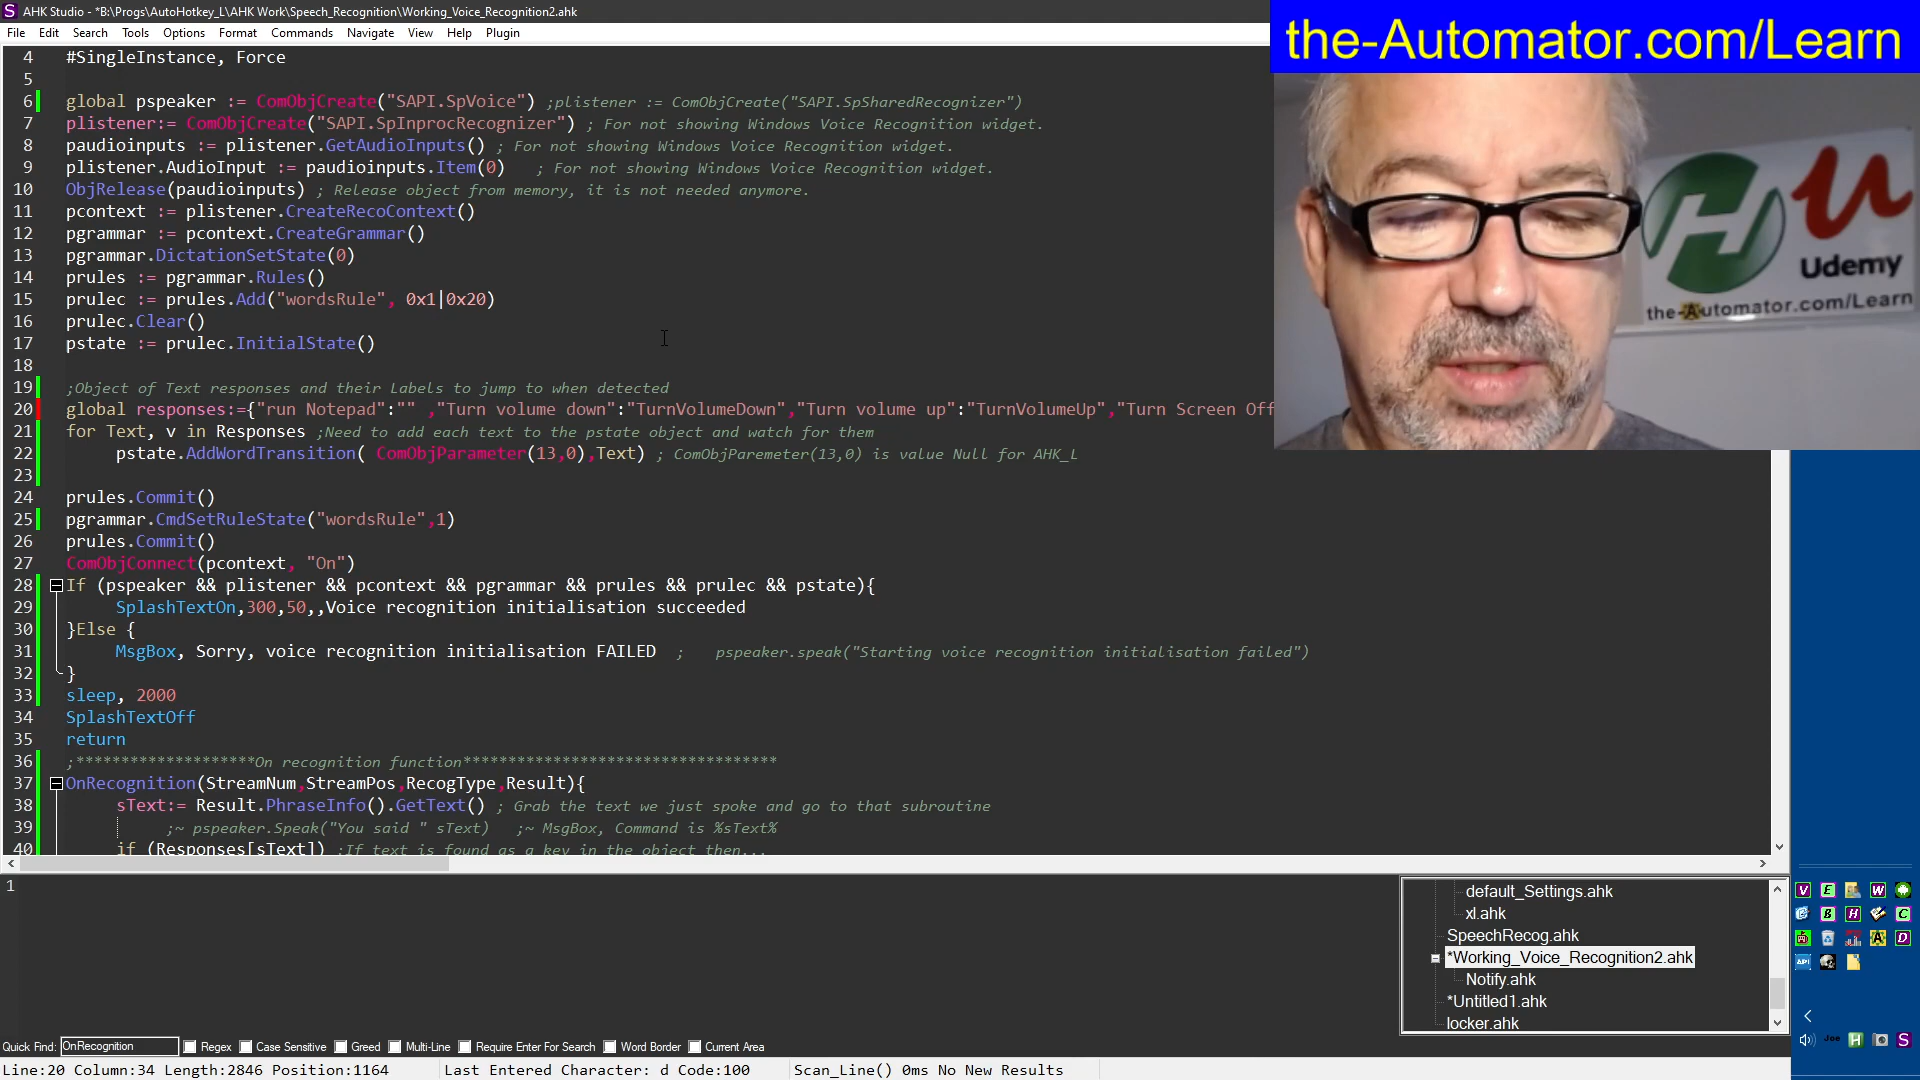 AHK Studio - *B:\Progs\AutoHotkey_L\AHK Work\Speech_Recognition\Working_Voice_Recognition2.ahk
File Edit Search Tools Options Format Commands Navigate View Help Plugin
the-Automator.com/Learn
4 #SingleInstance, Force
5
6 global pspeaker := ComObjCreate("SAPI.SpVoice") ;plistener := ComObjCreate("SAPI.SpSharedRecognizer")
7 plistener:= ComObjCreate("SAPI.SpInprocRecognizer") ; For not showing Windows Voice Recognition widget.
8 paudioinputs := plistener.GetAudioInputs() ; For not showing Windows Voice Recognition widget.
9 plistener.AudioInput := paudioinputs.Item(0) ; For not showing Windows Voice Recognition widget.
10 ObjRelease(paudioinputs) ; Release object from memory, it is not needed anymore.
11 pcontext := plistener.CreateRecoContext()
12 pgrammar := pcontext.CreateGrammar()
13 pgrammar.DictationSetState(0)
14 prules := pgrammar.Rules()
15 prulec := prules.Add("wordsRule", 0x1|0x20)
16 prulec.Clear()
17 pstate := prulec.InitialState()
18
19 ;Object of Text responses and their Labels to jump to when detected
20 global responses:={"run Notepad":"" ,"Turn volume down":"TurnVolumeDown","Turn volume up":"TurnVolumeUp","Turn Screen Off
21 for Text, v in Responses ;Need to add each text to the pstate object and watch for them
22 pstate.AddWordTransition( ComObjParameter(13,0),Text) ; ComObjParemeter(13,0) is value Null for AHK_L
23
24 prules.Commit()
25 pgrammar.CmdSetRuleState("wordsRule",1)
26 prules.Commit()
27 ComObjConnect(pcontext, "On")
28 If (pspeaker && plistener && pcontext && pgrammar && prules && prulec && pstate){
29 SplashTextOn,300,50,,Voice recognition initialisation succeeded
30 }Else {
31 MsgBox, Sorry, voice recognition initialisation FAILED ; pspeaker.speak("Starting voice recognition initialisation failed")
32 }
33 sleep, 2000
34 SplashTextOff
35 return
36 ;********************On recognition function***********************************
37 OnRecognition(StreamNum,StreamPos,RecogType,Result){
38 sText:= Result.PhraseInfo().GetText() ; Grab the text we just spoke and go to that subroutine
39 ;~ pspeaker.Speak("You said " sText) ;~ MsgBox, Command is %sText%
40 if (Responses[sText]) ;If text is found as a key in the object then...
Udemy
the-Automator.com/Learn
1
default_Settings.ahk
xl.ahk
SpeechRecog.ahk
*Working_Voice_Recognition2.ahk
Notify.ahk
*Untitled1.ahk
locker.ahk
Quick Find: OnRecognition Regex Case Sensitive Greed Multi-Line Require Enter For Search Word Border Current Area
Line:20 Column:34 Length:2846 Position:1164 Last Entered Character: d Code:100 Scan_Line() 0ms No New Results